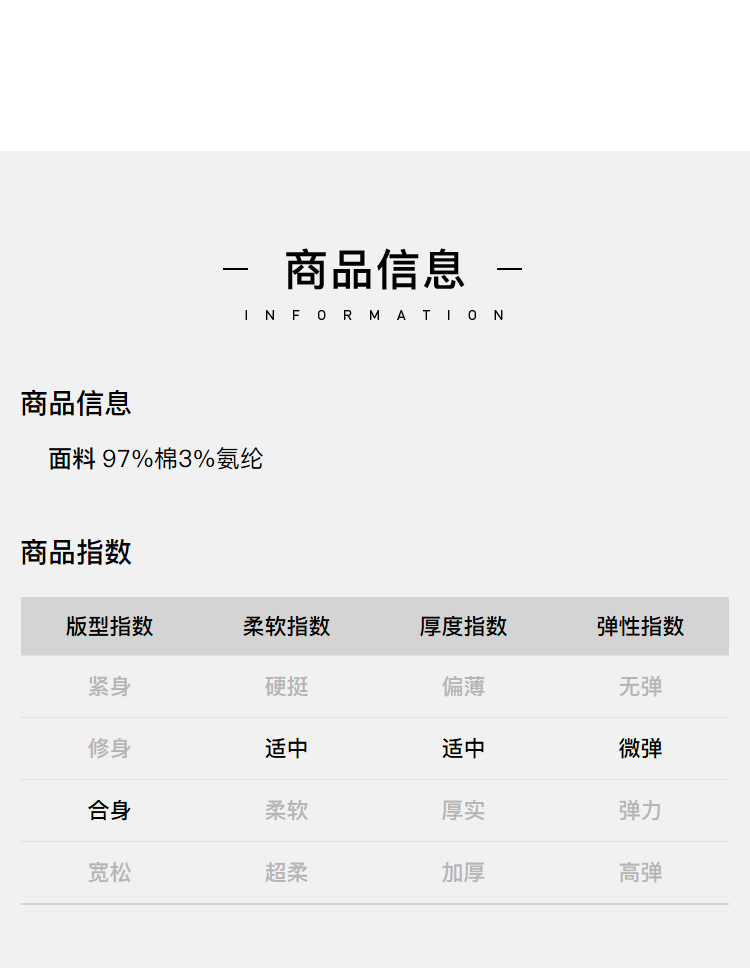 商品信息
INFORMATION
商品信息
面料 97%棉3%氨纶
商品指数
版型指数 柔软指数 厚度指数 弹性指数
紧身 硬挺 偏薄 无弹
修身 适中 适中 微弹
合身 柔软 厚实 弹力
宽松 超柔 加厚 高弹